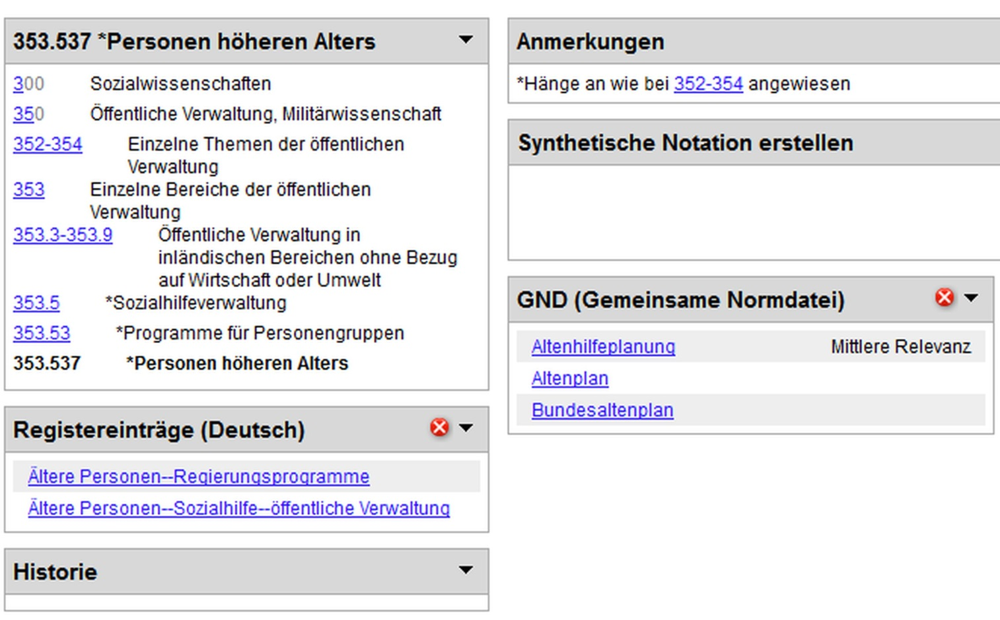 353.537 *Personen höheren Alters
300 Sozialwissenschaften
350 Öffentliche Verwaltung, Militärwissenschaft
352-354 Einzelne Themen der öffentlichen
Verwaltung
353 Einzelne Bereiche der öffentlichen
Verwaltung
353.3-353.9 Öffentliche Verwaltung in
inländischen Bereichen ohne Bezug
auf Wirtschaft oder Umwelt
353.5 *Sozialhilfeverwaltung
353.53 *Programme für Personengruppen
353.537 *Personen höheren Alters
Registereinträge (Deutsch)
Ältere Personen--Regierungsprogramme
Ältere Personen--Sozialhilfe--öffentliche Verwaltung
Historie
Anmerkungen
*Hänge an wie bei 352-354 angewiesen
Synthetische Notation erstellen
GND (Gemeinsame Normdatei)
Altenhilfeplanung Mittlere Relevanz
Altenplan
Bundesaltenplan